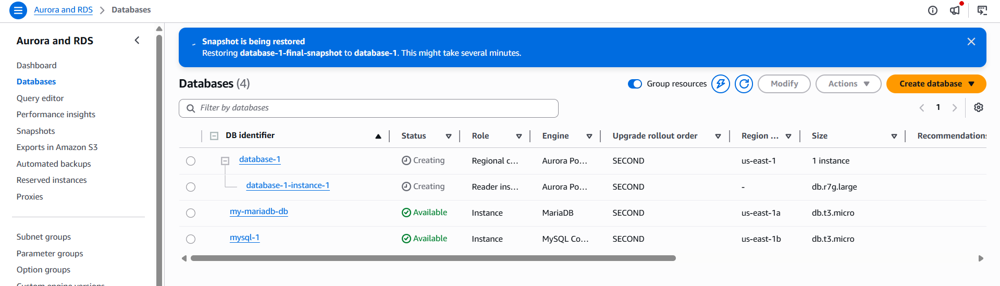 Aurora and RDS > Databases
Aurora and RDS
Dashboard
Databases
Query editor
Performance insights
Snapshots
Exports in Amazon S3
Automated backups
Reserved instances
Proxies
Subnet groups
Parameter groups
Option groups
Custom engine versions
Snapshot is being restored
Restoring database-1-final-snapshot to database-1. This might take several minutes.
Databases (4)
Group resources
Modify
Actions
Create database
Filter by databases
1
DB identifier Status Role Engine Upgrade rollout order Region ... Size Recommendations
database-1 Creating Regional c... Aurora Po... SECOND us-east-1 1 instance
database-1-instance-1 Creating Reader ins... Aurora Po... SECOND - db.r7g.large
my-mariadb-db Available Instance MariaDB SECOND us-east-1a db.t3.micro
mysql-1 Available Instance MySQL Co... SECOND us-east-1b db.t3.micro